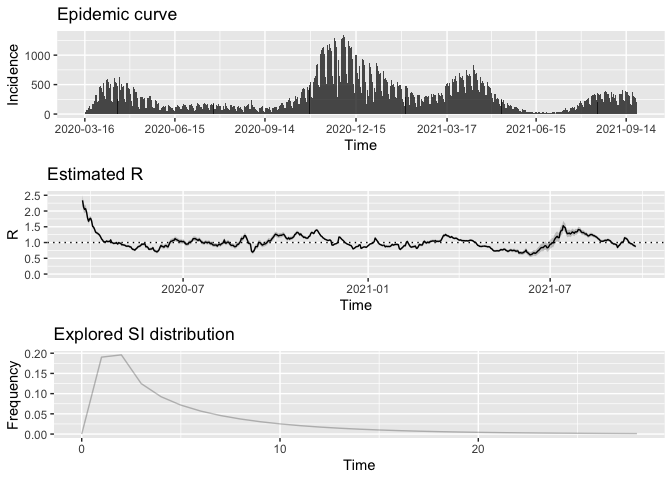 Epidemic curve
Incidence
1000
500
0
2020-03-16 2020-06-15 2020-09-14 2020-12-15 2021-03-17 2021-06-15 2021-09-14
Time
Estimated R
R
2.5
2.0
1.5
1.0
0.5
0.0
2020-07 2021-01 2021-07
Time
Explored SI distribution
Frequency
0.20
0.15
0.10
0.05
0.00
0 10 20
Time